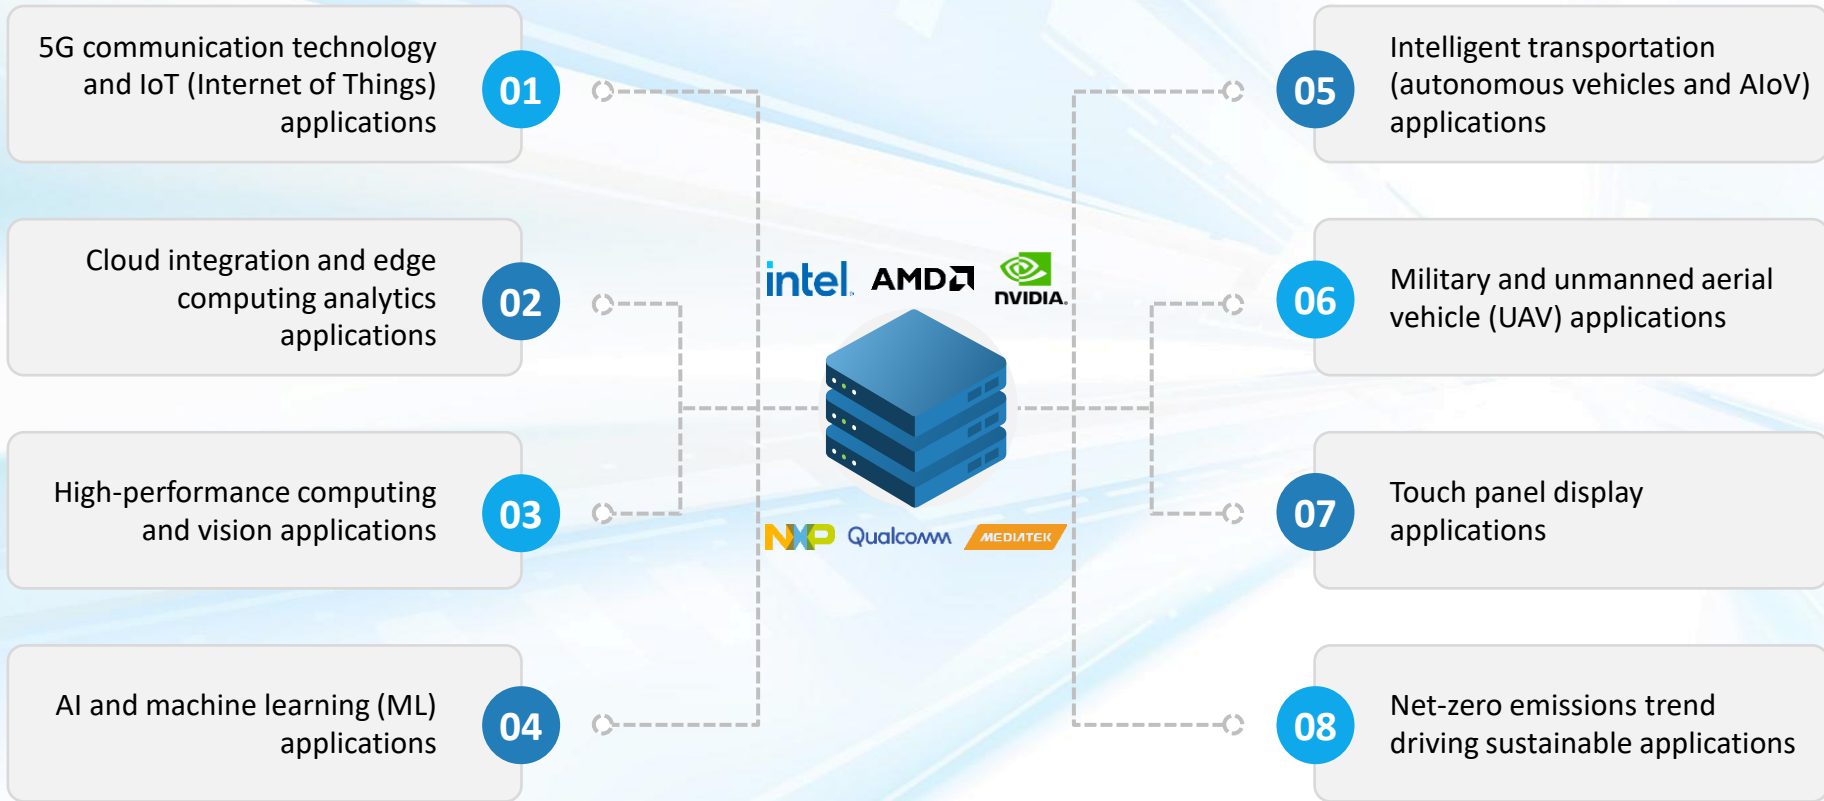 5G communication technology
and IoT (Internet of Things)
applications
01
Cloud integration and edge
computing analytics
applications
02
High-performance computing
and vision applications
03
AI and machine learning (ML)
applications
04
intel.
AMD
NVIDIA.
NXP
Qualcomm
MEDIATEK
05
Intelligent transportation
(autonomous vehicles and AIoV)
applications
06
Military and unmanned aerial
vehicle (UAV) applications
07
Touch panel display
applications
08
Net-zero emissions trend
driving sustainable applications